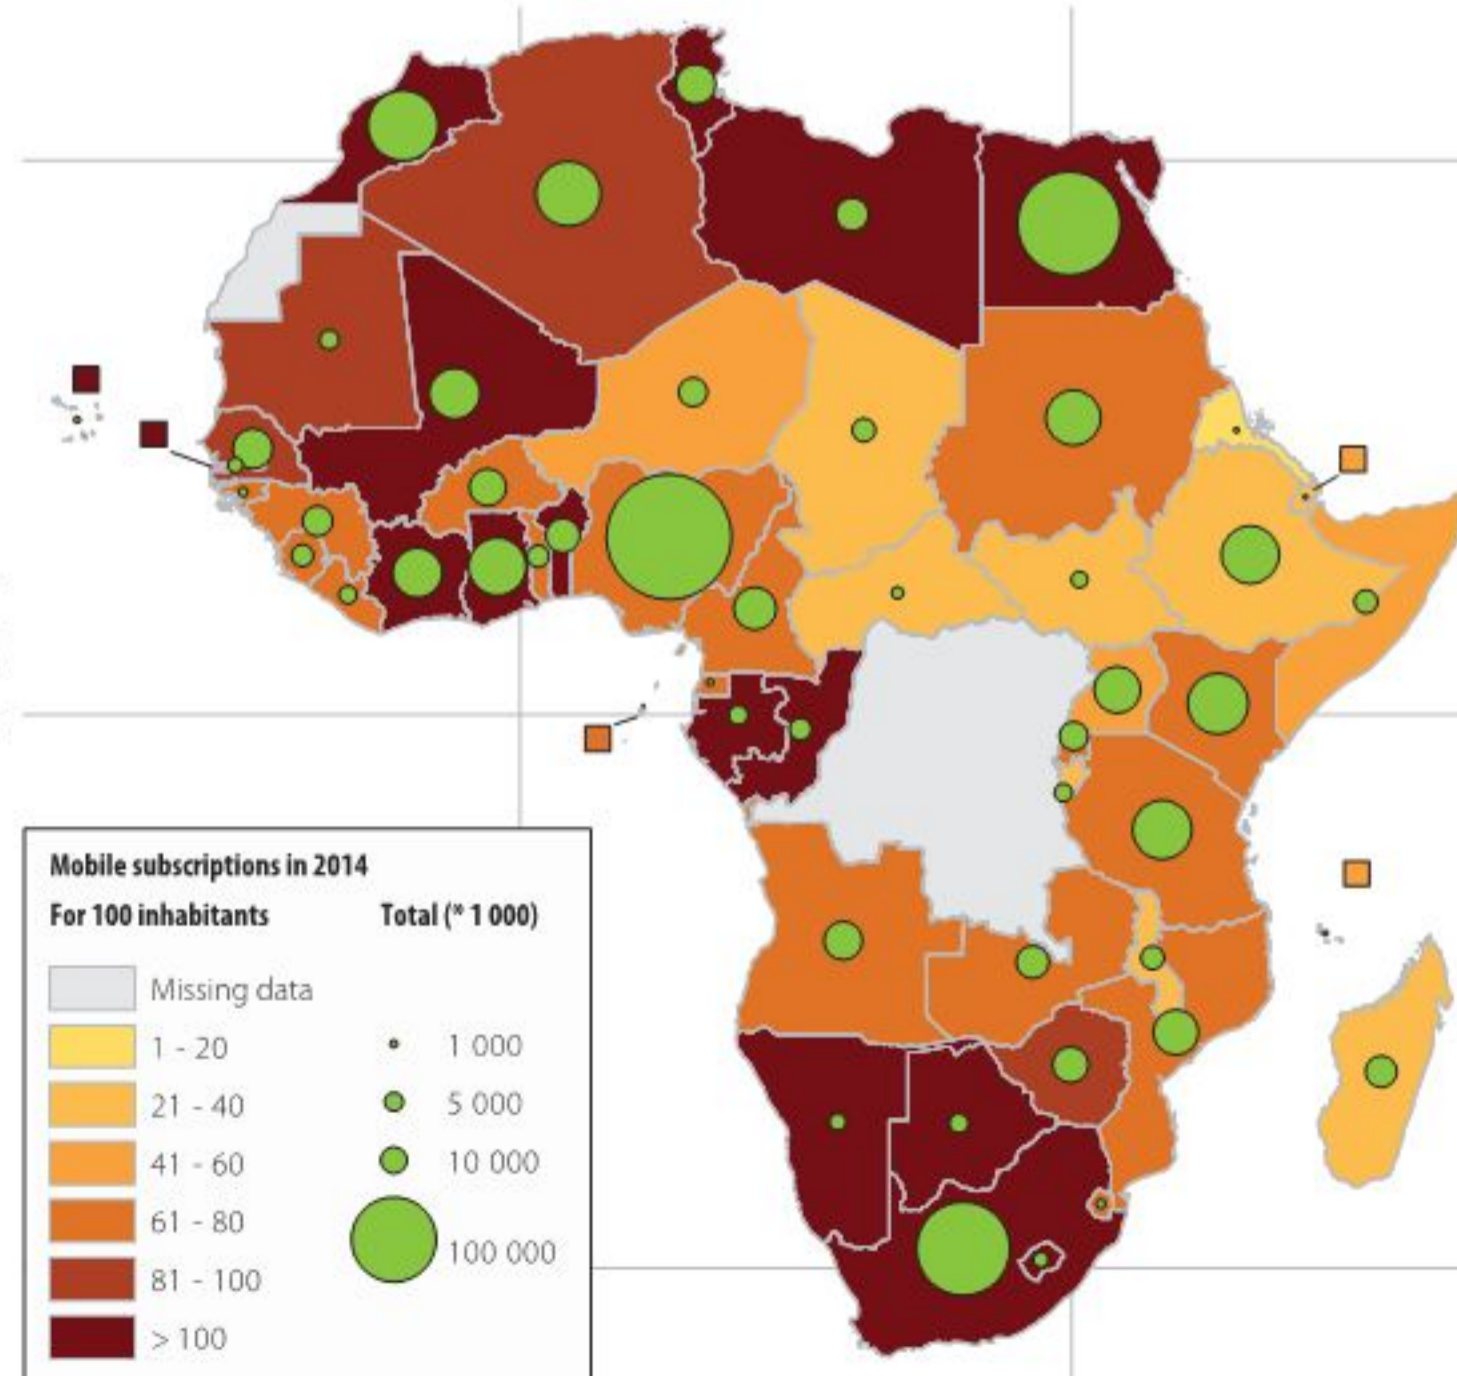 Mobile subscriptions in 2014
For 100 inhabitants
Total (* 1 000)
Missing data
1 - 20
21 - 40
41 - 60
61 - 80
81 - 100
> 100
1 000
5 000
10 000
100 000